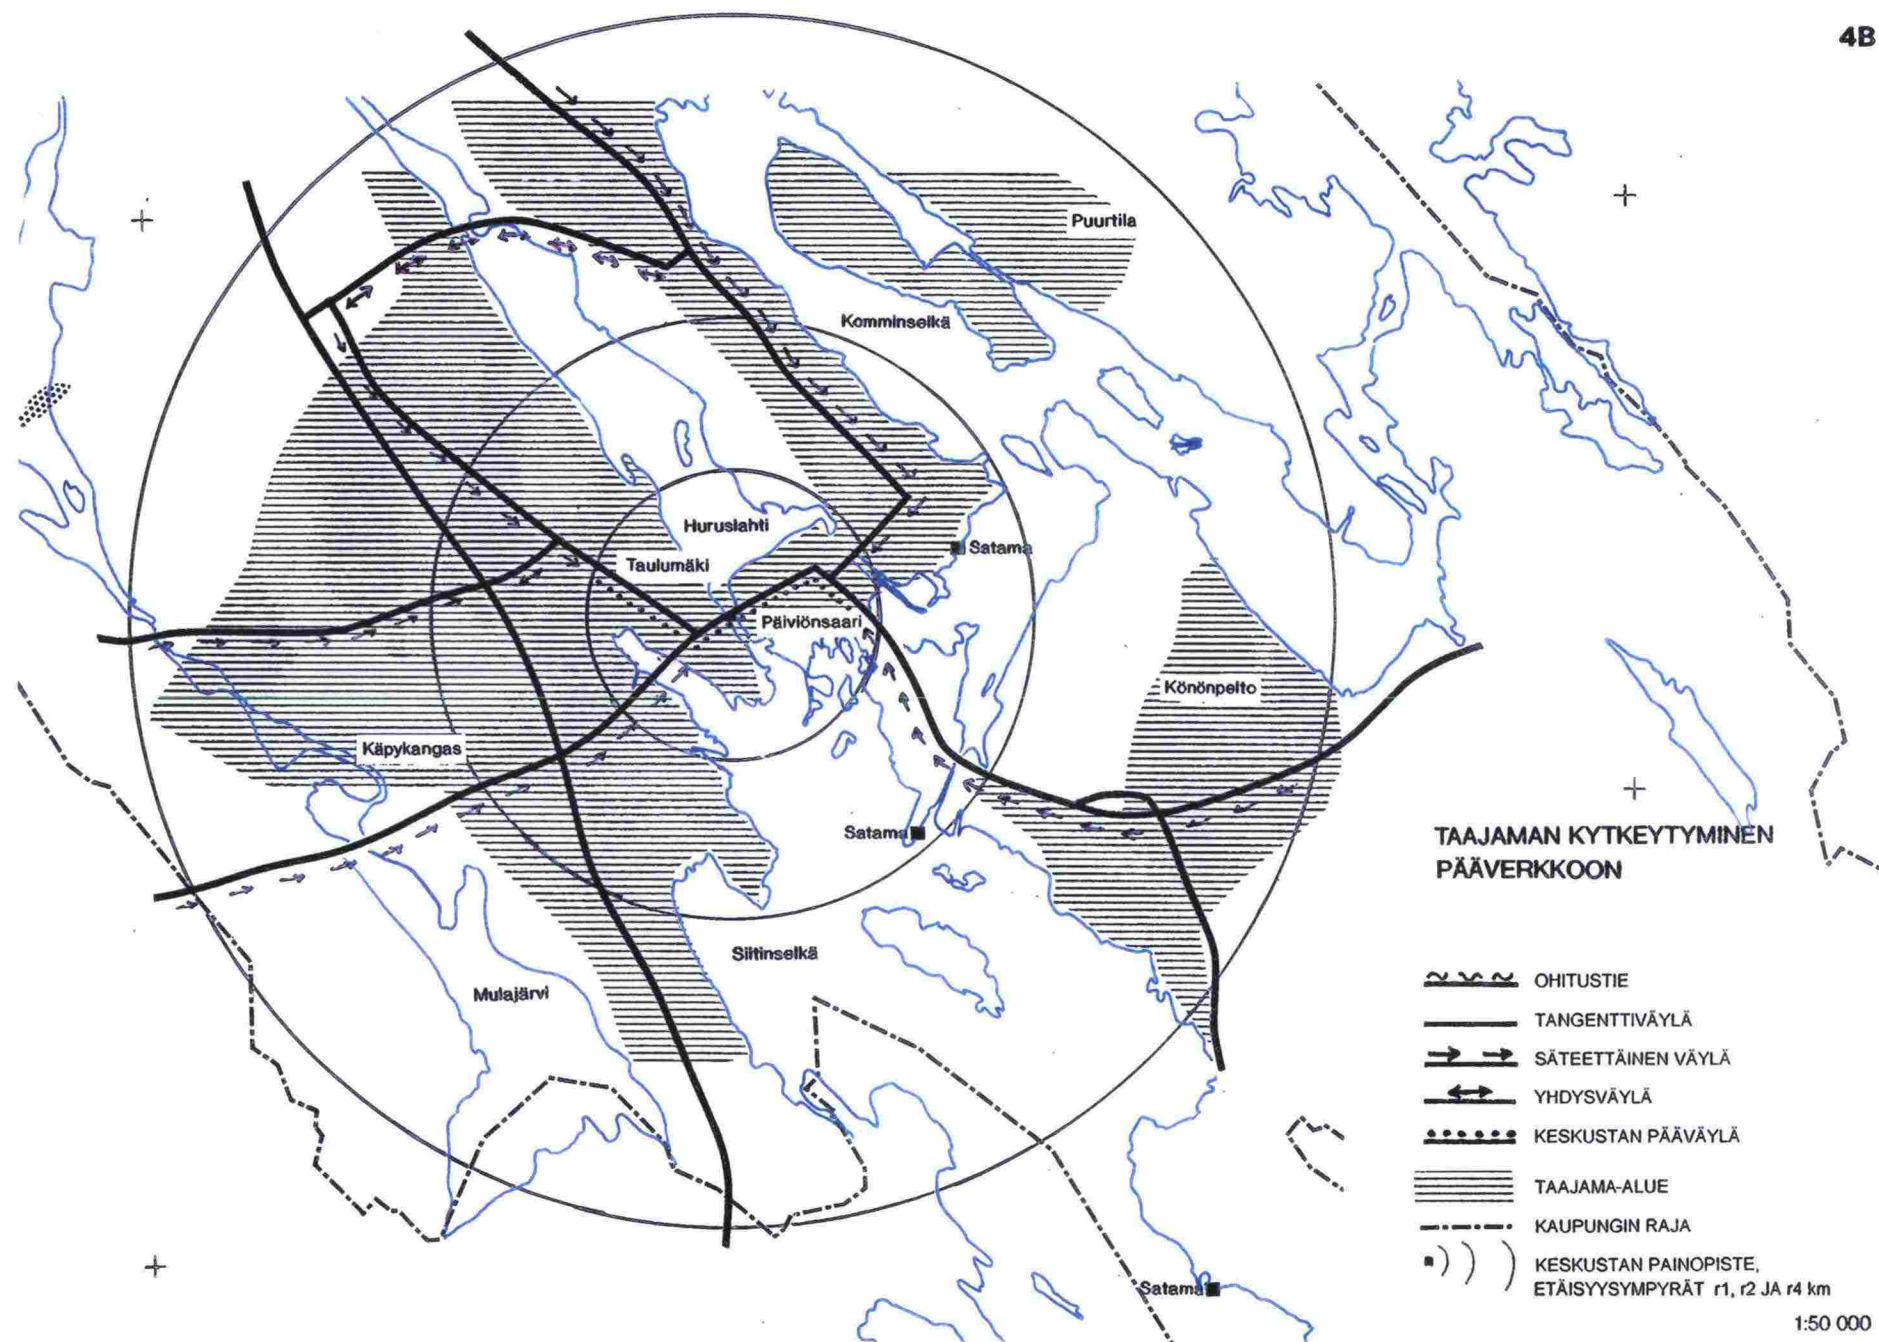 4B
Puurtila
Komminselkä
Huruslahti
Satama
Taulumäki
Päiviönsaari
Könönpelto
Käpykangas
Satama
Siitinselkä
Mulajärvi
Satama
TAAJAMAN KYTKEYTYMINEN
PÄÄVERKKOON
OHITUSTIE
TANGENTTIVÄYLÄ
SÄTEETTÄINEN VÄYLÄ
YHDYSVÄYLÄ
KESKUSTAN PÄÄVÄYLÄ
TAAJAMA-ALUE
KAUPUNGIN RAJA
KESKUSTAN PAINOPISTE,
ETÄISYYSYMPYRÄT r1, r2 JA r4 km
1:50 000